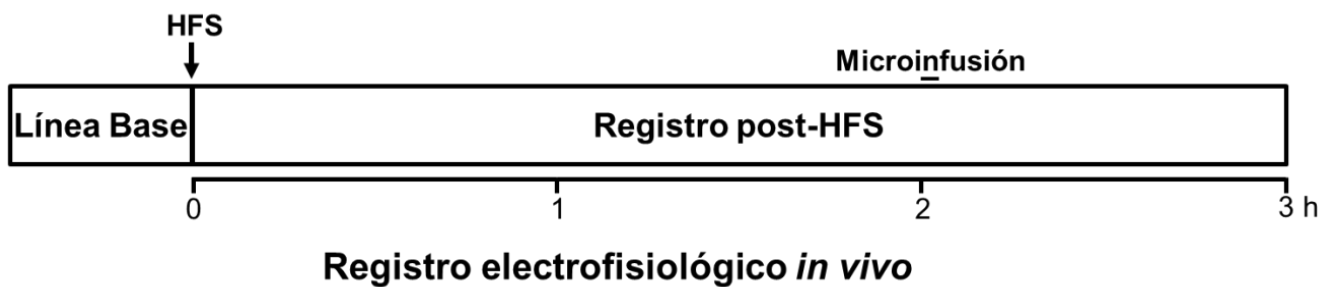 HFS
Microinfusión
Línea Base
Registro post-HFS
0
1
2
3 h
Registro electrofisiológico in vivo